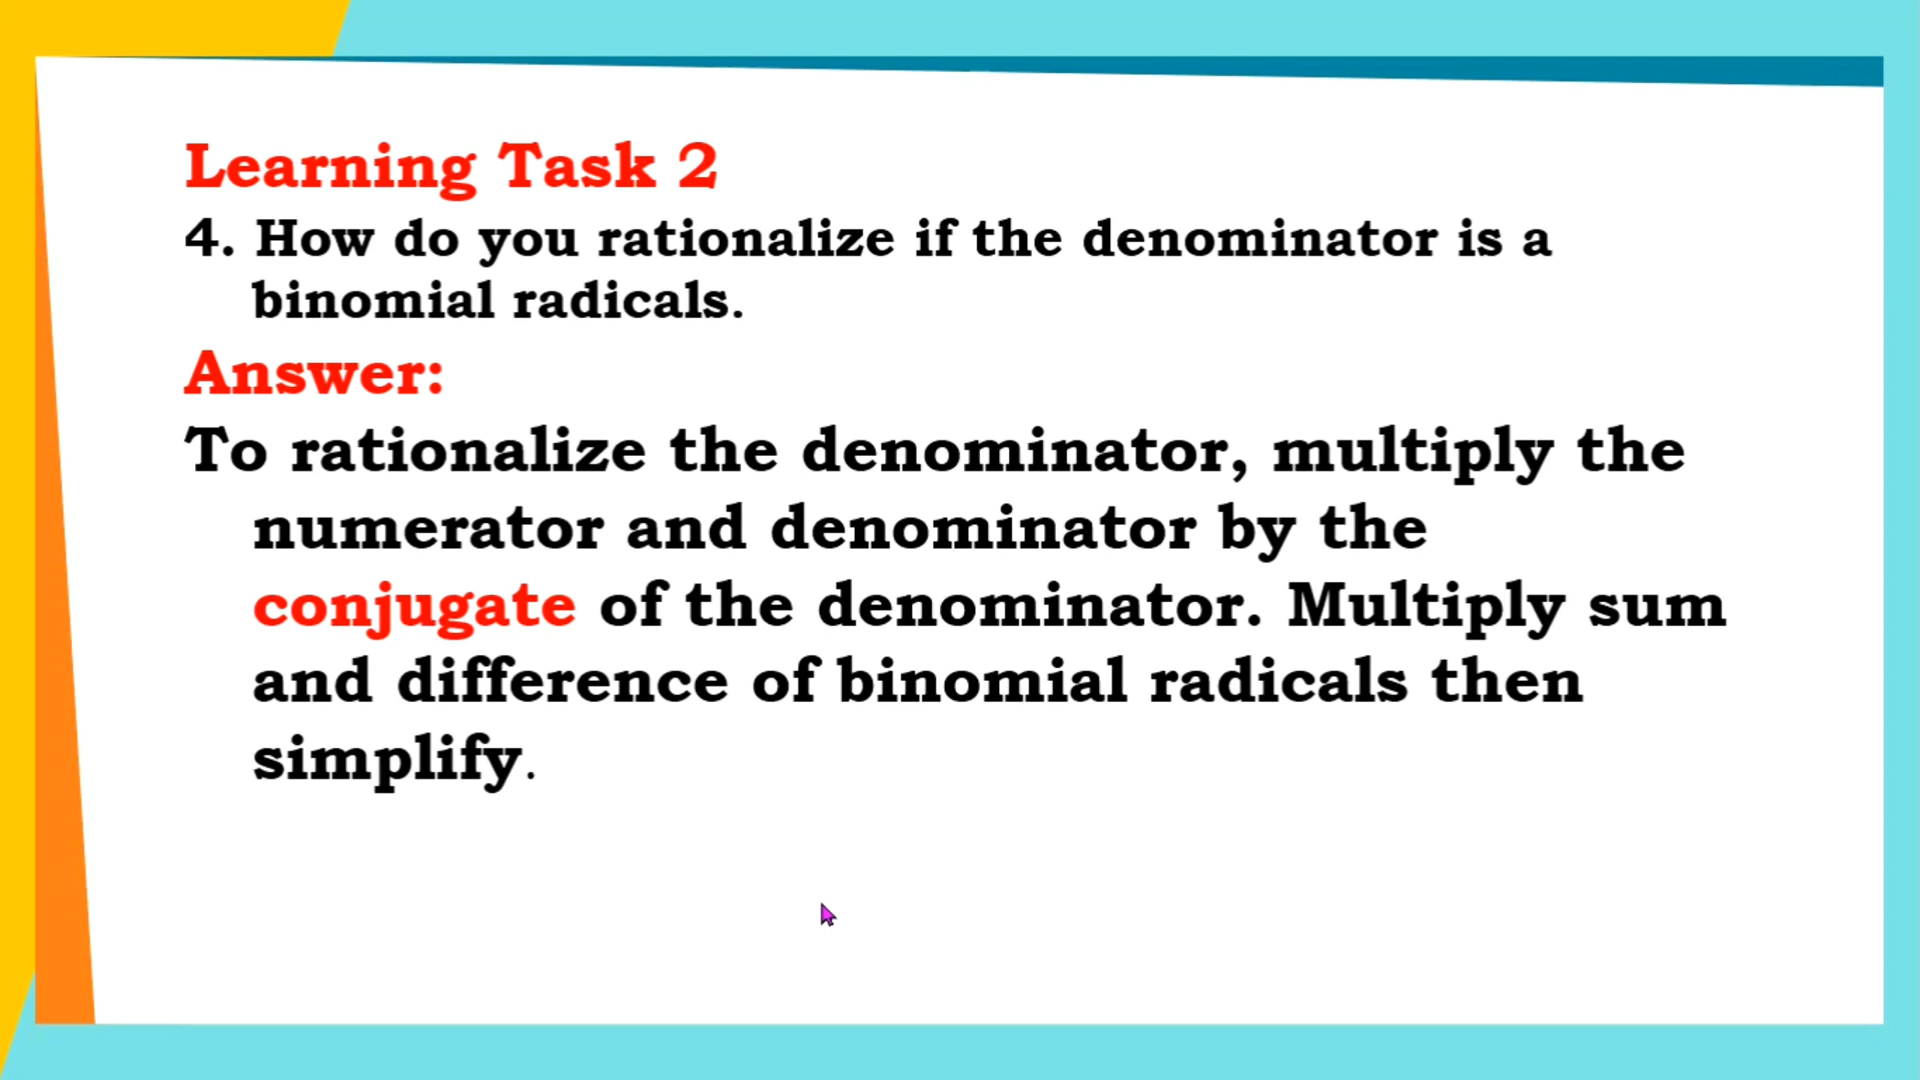 Learning Task 2
4. How do you rationalize if the denominator is a
binomial radicals.
Answer:
To rationalize the denominator, multiply the
numerator and denominator by the
conjugate of the denominator. Multiply sum
and difference of binomial radicals then
simplify.